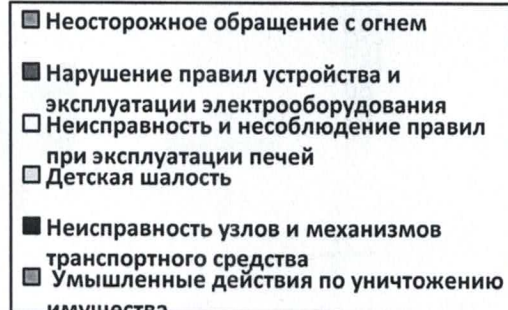 Неосторожное обращение с огнем
Нарушение правил устройства и
эксплуатации электрооборудования
Неисправность и несоблюдение правил
при эксплуатации печей
Детская шалость
Неисправность узлов и механизмов
транспортного средства
Умышленные действия по уничтожению
имущества